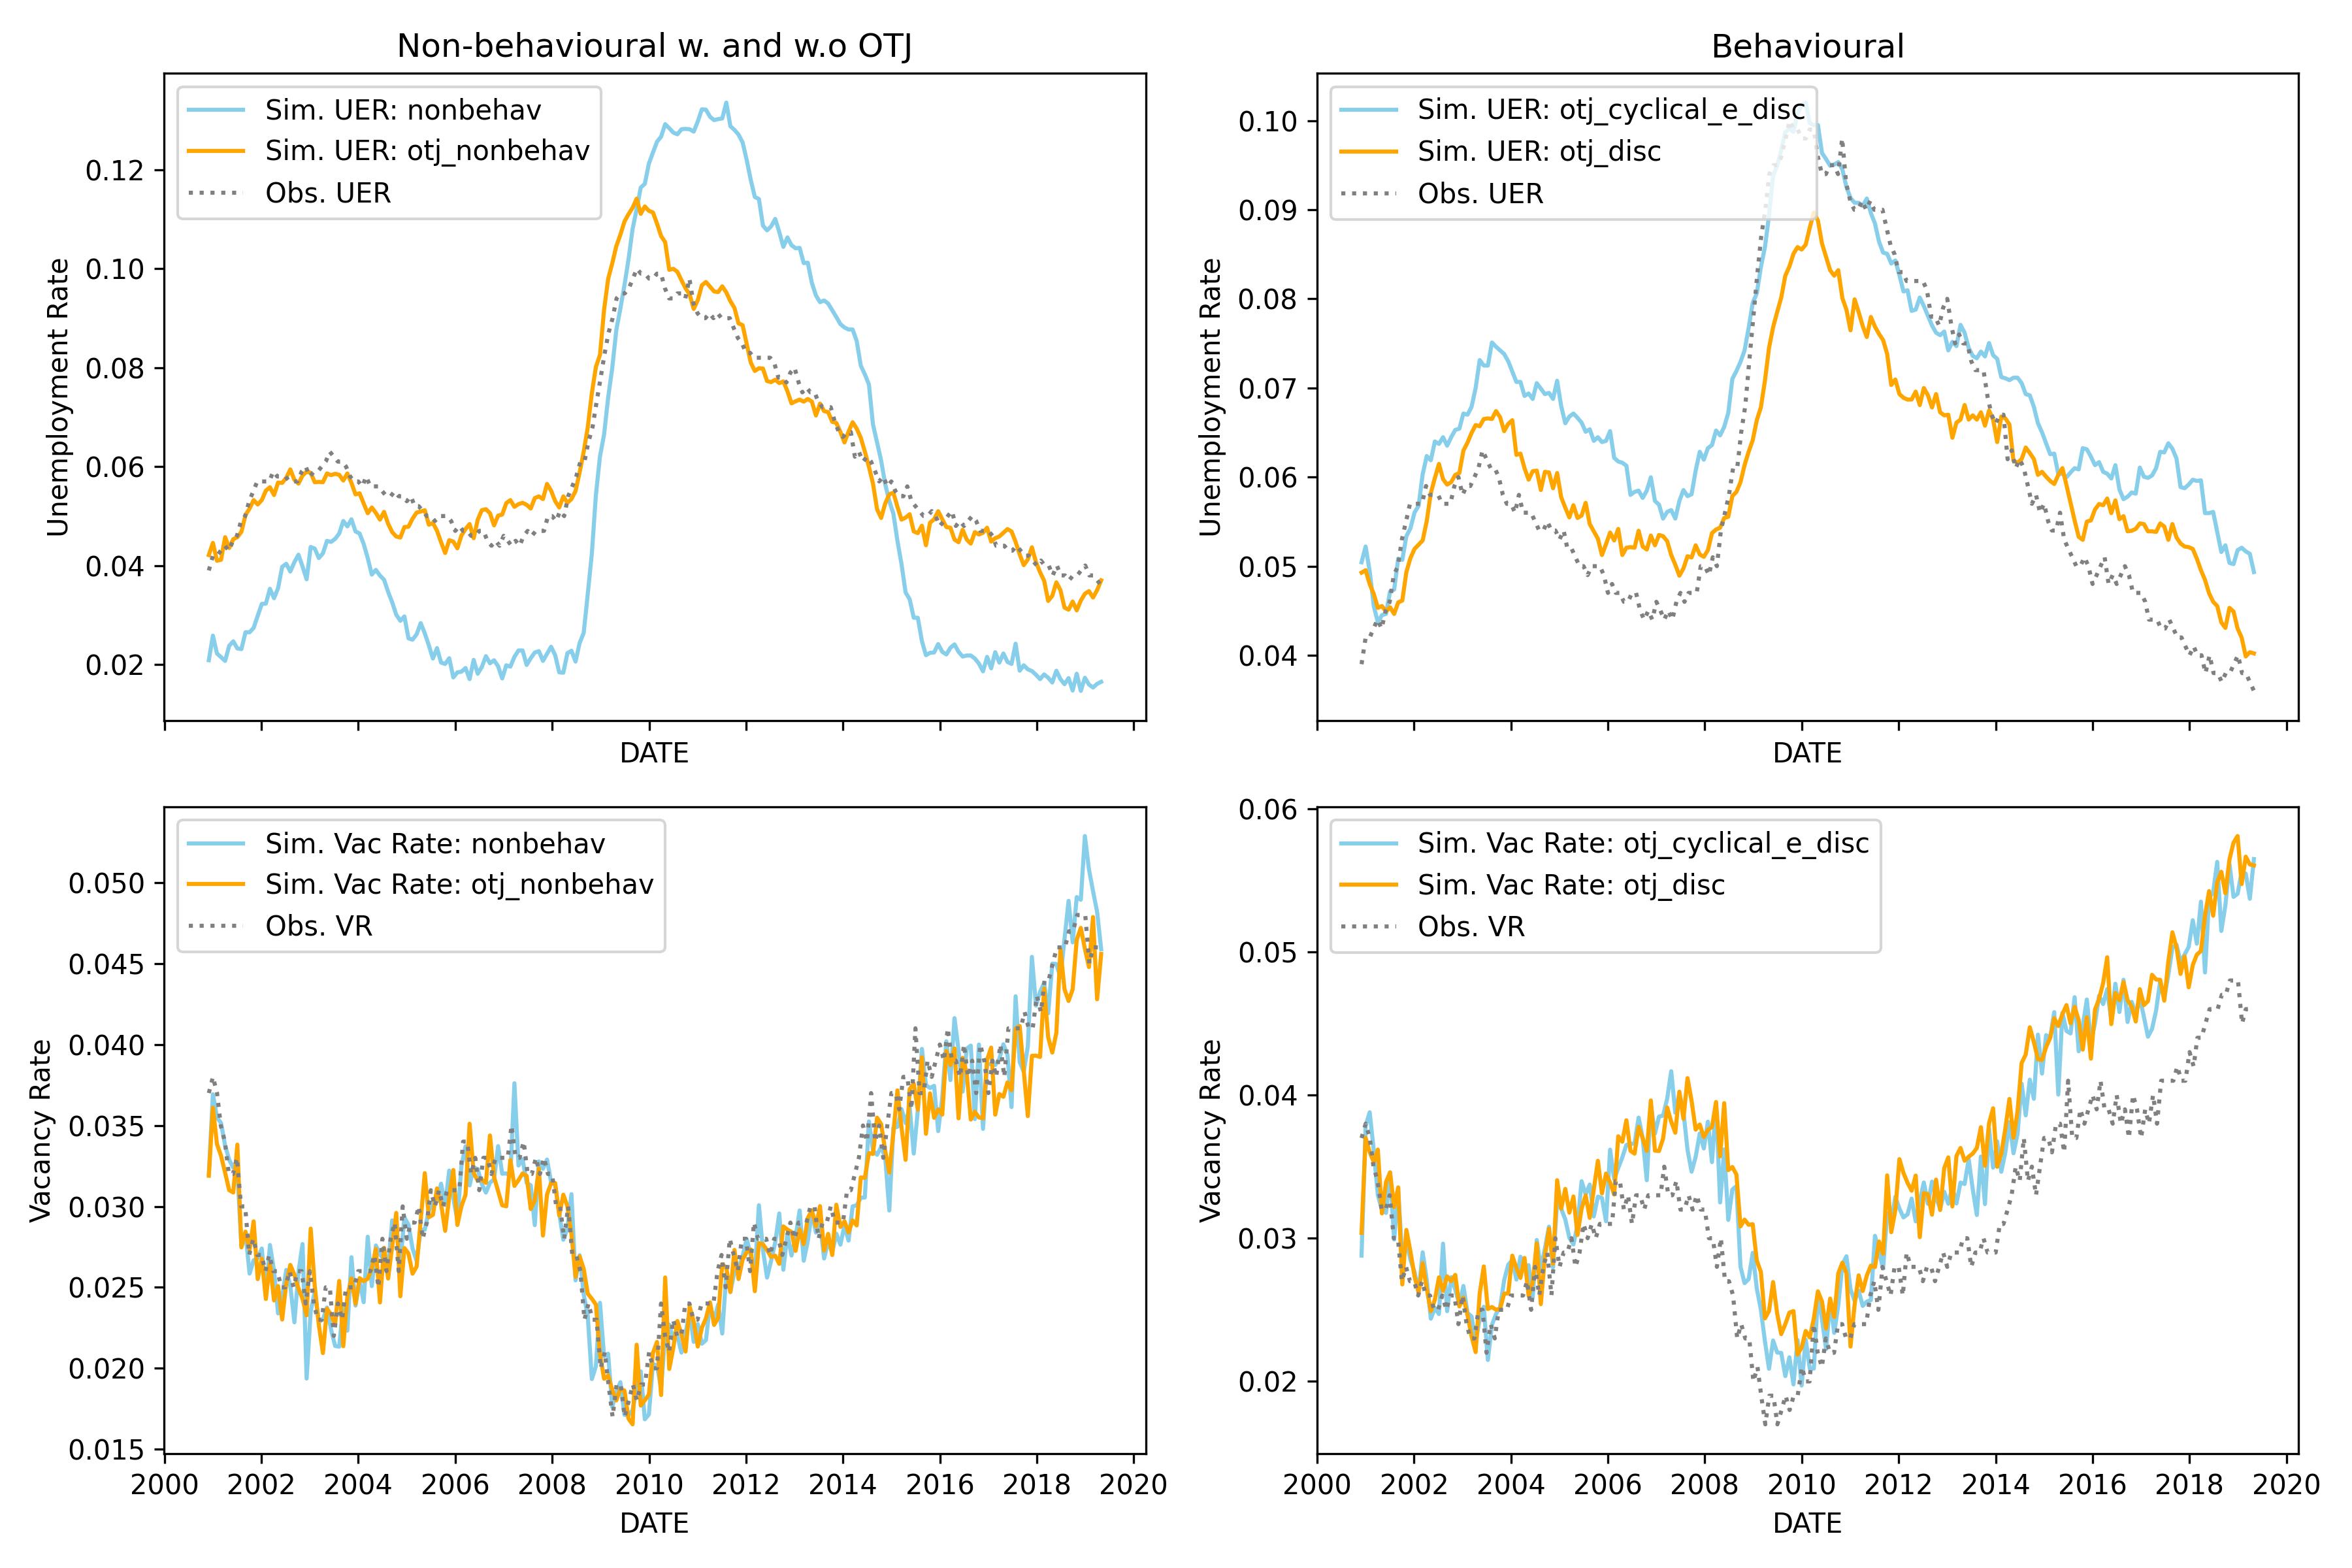 Non-behavioural w. and w.o OTJ
Sim. UER: nonbehav
Sim. UER: otj_nonbehav
Obs. UER
Unemployment Rate
0.12
0.10
0.08
0.06
0.04
0.02
DATE
Behavioural
Sim. UER: otj_cyclical_e_disc
Sim. UER: otj_disc
Obs. UER
Unemployment Rate
0.10
0.09
0.08
0.07
0.06
0.05
0.04
DATE
Sim. Vac Rate: nonbehav
Sim. Vac Rate: otj_nonbehav
Obs. VR
Vacancy Rate
0.050
0.045
0.040
0.035
0.030
0.025
0.020
0.015
2000 2002 2004 2006 2008 2010 2012 2014 2016 2018 2020
DATE
Sim. Vac Rate: otj_cyclical_e_disc
Sim. Vac Rate: otj_disc
Obs. VR
Vacancy Rate
0.06
0.05
0.04
0.03
0.02
2000 2002 2004 2006 2008 2010 2012 2014 2016 2018 2020
DATE